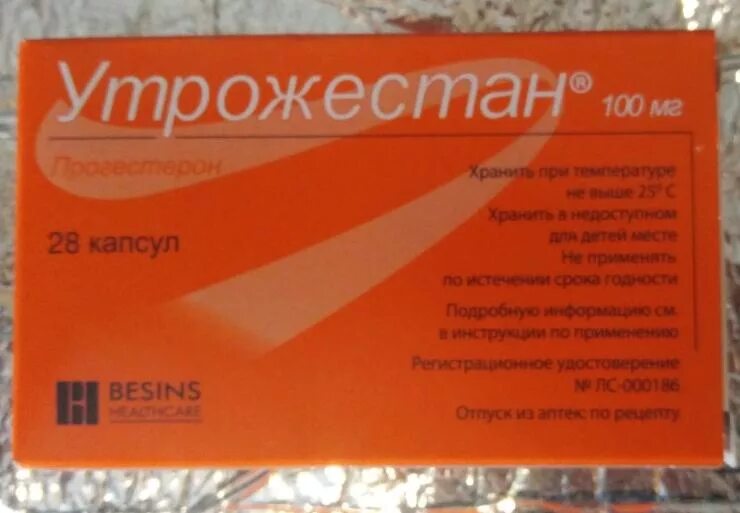 Утрожестан® 100 мг
Прогестерон
28 капсул
Хранить при температуре
не выше 25⁰ С
Хранить в недоступном
для детей месте
Не применять
по истечении срока годности
Подробную информацию см.
в инструкции по применению
Регистрационное удостоверение
№ ЛС-000186
Отпуск из аптек: по рецепту
BESINS
HEALTHCARE